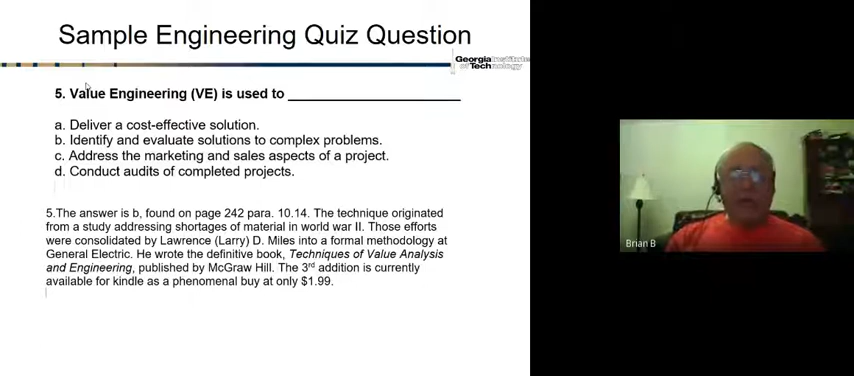 Sample Engineering Quiz Question
Georgia Institute
of Technology
5. Value Engineering (VE) is used to ____________________
a. Deliver a cost-effective solution.
b. Identify and evaluate solutions to complex problems.
c. Address the marketing and sales aspects of a project.
d. Conduct audits of completed projects.
5.The answer is b, found on page 242 para. 10.14. The technique originated
from a study addressing shortages of material in world war II. Those efforts
were consolidated by Lawrence (Larry) D. Miles into a formal methodology at
General Electric. He wrote the definitive book, Techniques of Value Analysis
and Engineering, published by McGraw Hill. The 3rd addition is currently
available for kindle as a phenomenal buy at only $1.99.
Brian B